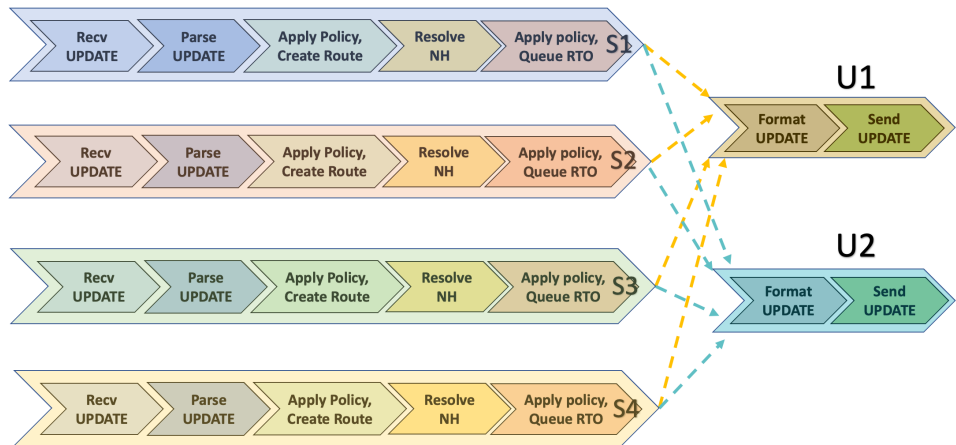 Recv
UPDATE
Parse
UPDATE
Apply Policy,
Create Route
Resolve
NH
Apply policy,
Queue RTO
S1
Recv
UPDATE
Parse
UPDATE
Apply Policy,
Create Route
Resolve
NH
Apply policy,
Queue RTO
S2
Recv
UPDATE
Parse
UPDATE
Apply Policy,
Create Route
Resolve
NH
Apply policy,
Queue RTO
S3
Recv
UPDATE
Parse
UPDATE
Apply Policy,
Create Route
Resolve
NH
Apply policy,
Queue RTO
S4
U1
Format
UPDATE
Send
UPDATE
U2
Format
UPDATE
Send
UPDATE